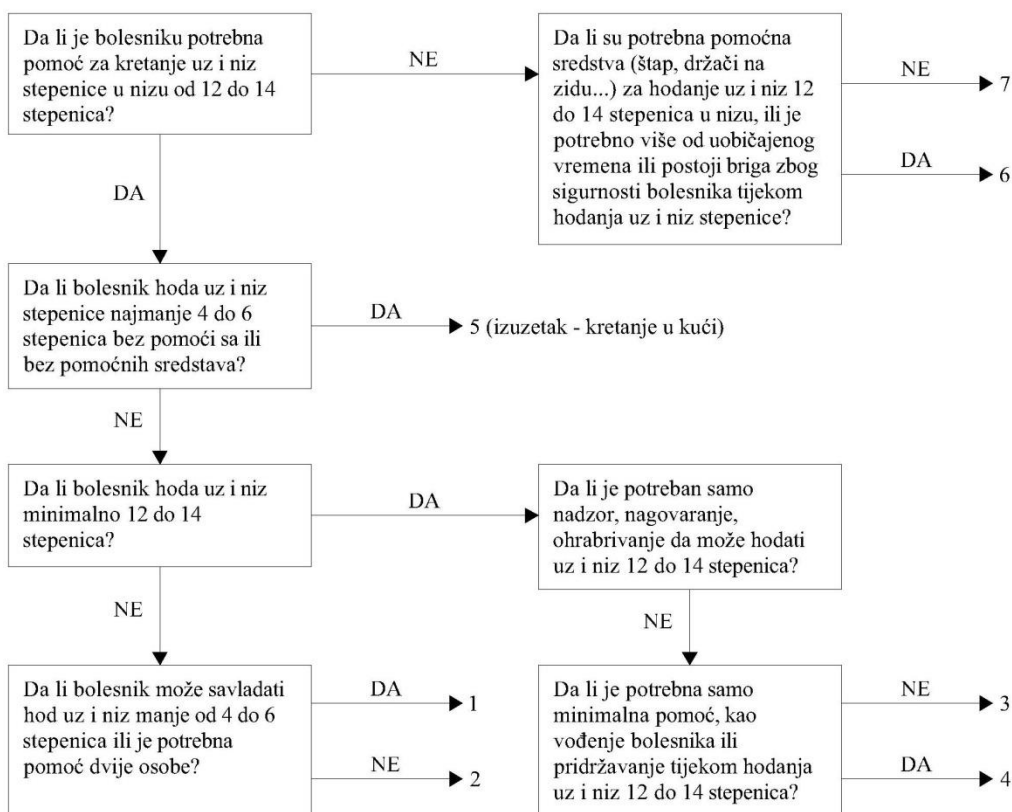 Da li je bolesniku potrebna
pomoć za kretanje uz i niz
stepenice u nizu od 12 do 14
stepenica?
NE
Da li su potrebna pomoćna
sredstva (štap, držači na
zidu...) za hodanje uz i niz 12
do 14 stepenica u nizu, ili je
potrebno više od uobičajenog
vremena ili postoji briga zbog
sigurnosti bolesnika tijekom
hodanja uz i niz stepenice?
NE
7
DA
6
DA
Da li bolesnik hoda uz i niz
stepenice najmanje 4 do 6
stepenica bez pomoći sa ili
bez pomoćnih sredstava?
DA
5 (izuzetak - kretanje u kući)
NE
Da li bolesnik hoda uz i niz
minimalno 12 do 14
stepenica?
DA
Da li je potreban samo
nadzor, nagovaranje,
ohrabrivanje da može hodati
uz i niz 12 do 14 stepenica?
NE
NE
Da li bolesnik može savladati
hod uz i niz manje od 4 do 6
stepenica ili je potrebna
pomoć dvije osobe?
DA
1
NE
2
Da li je potrebna samo
minimalna pomoć, kao
vođenje bolesnika ili
pridržavanje tijekom hodanja
uz i niz 12 do 14 stepenica?
NE
3
DA
4